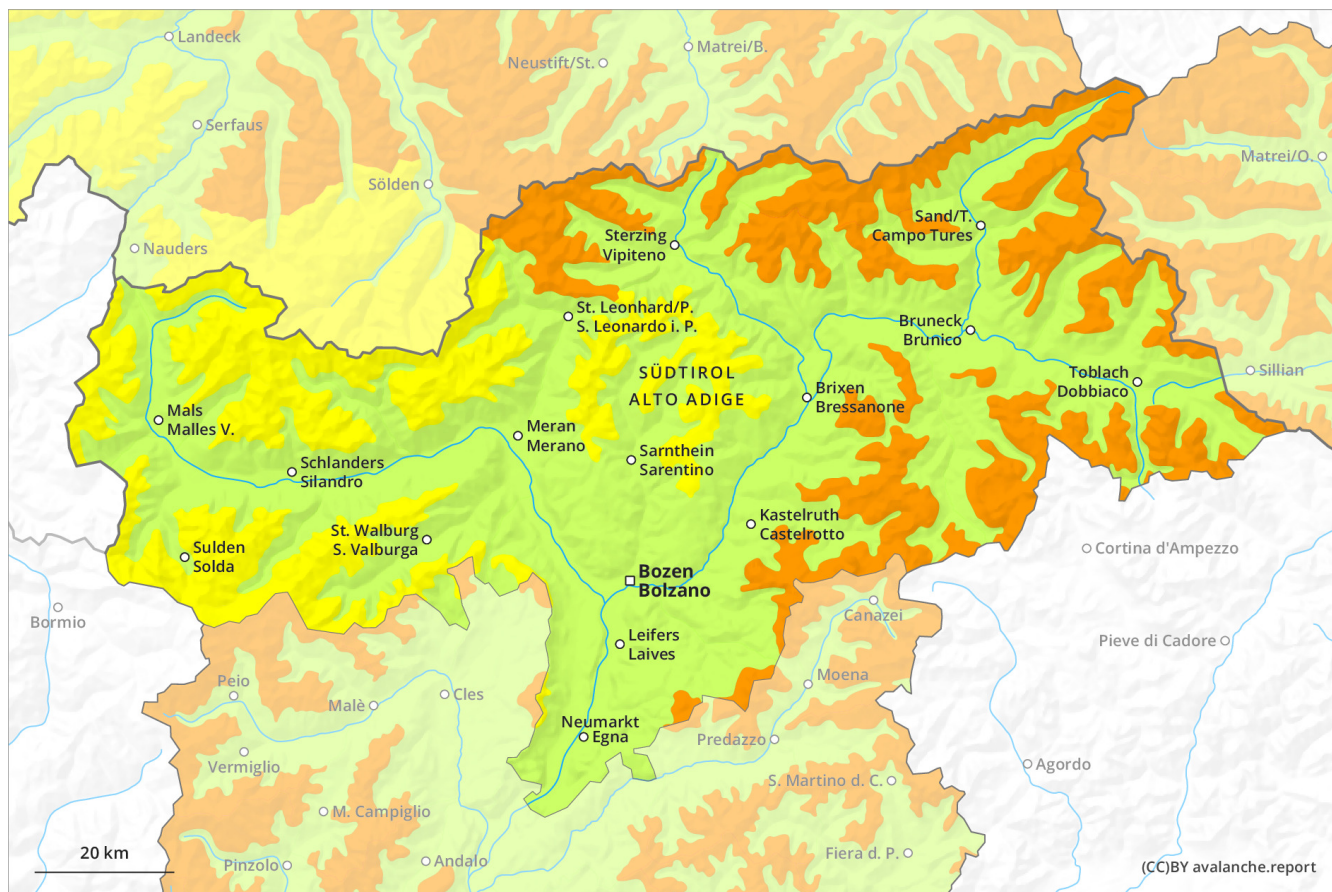 Landeck
Matrei/B.
Neustift/St.
Serfaus
Matrei/O.
Sölden
Sand/T.
Campo Tures
Nauders
Sterzing
Vipiteno
St. Leonhard/P.
S. Leonardo i. P.
Bruneck
Brunico
SÜDTIROL
ALTO ADIGE
Toblach
Dobbiaco
Sillian
Brixen
Bressanone
Mals
Malles V.
Meran
Merano
Sarnthein
Sarentino
Schlanders
Silandro
Kastelruth
Castelrotto
St. Walburg
S. Valburga
Sulden
Solda
Cortina d'Ampezzo
Bozen
Bolzano
Bormio
Canazei
Leifers
Laives
Pieve di Cadore
Peio
Moena
Malè
Cles
Neumarkt
Egna
Predazzo
Vermiglio
Agordo
S. Martino d. C.
M. Campiglio
20 km
Pinzolo
Andalo
Fiera d. P.
(CC)BY avalanche.report